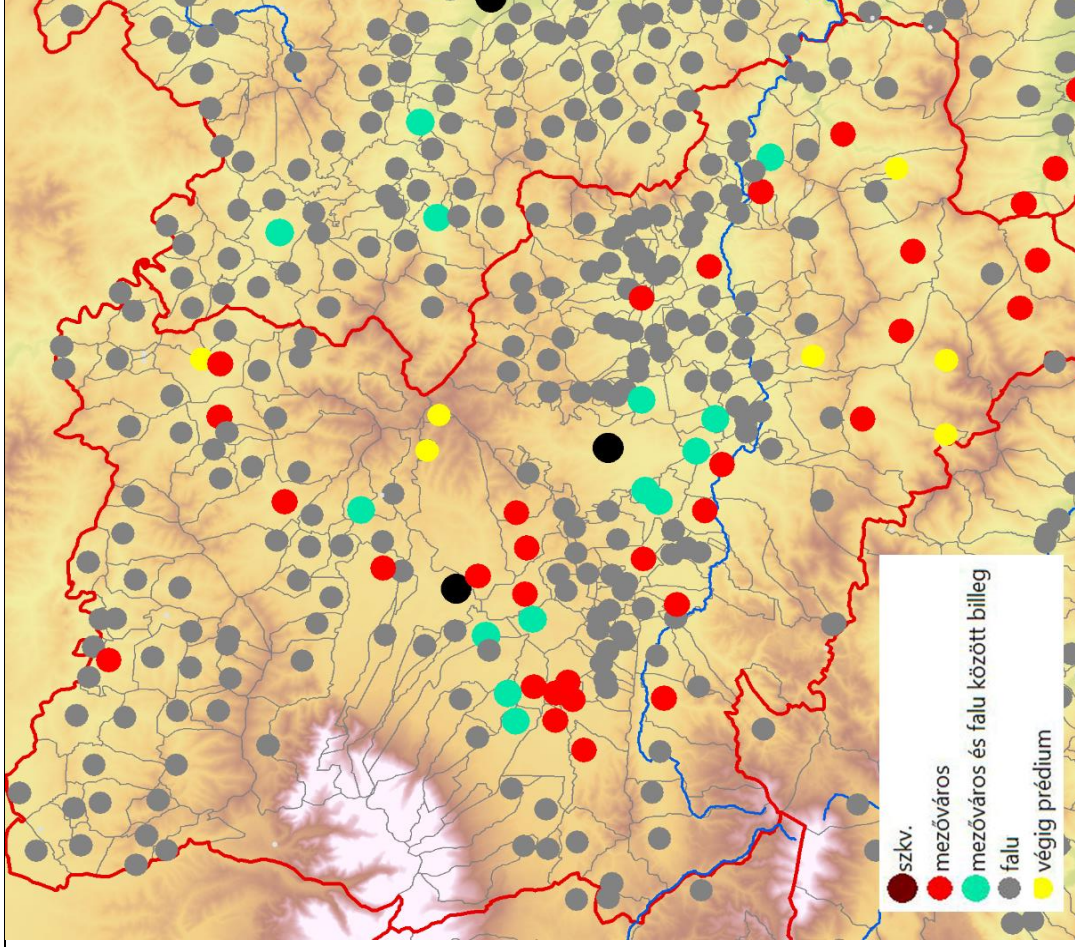 szkv.
mezőváros
mezőváros és falu között billeg
falu
végig prédium